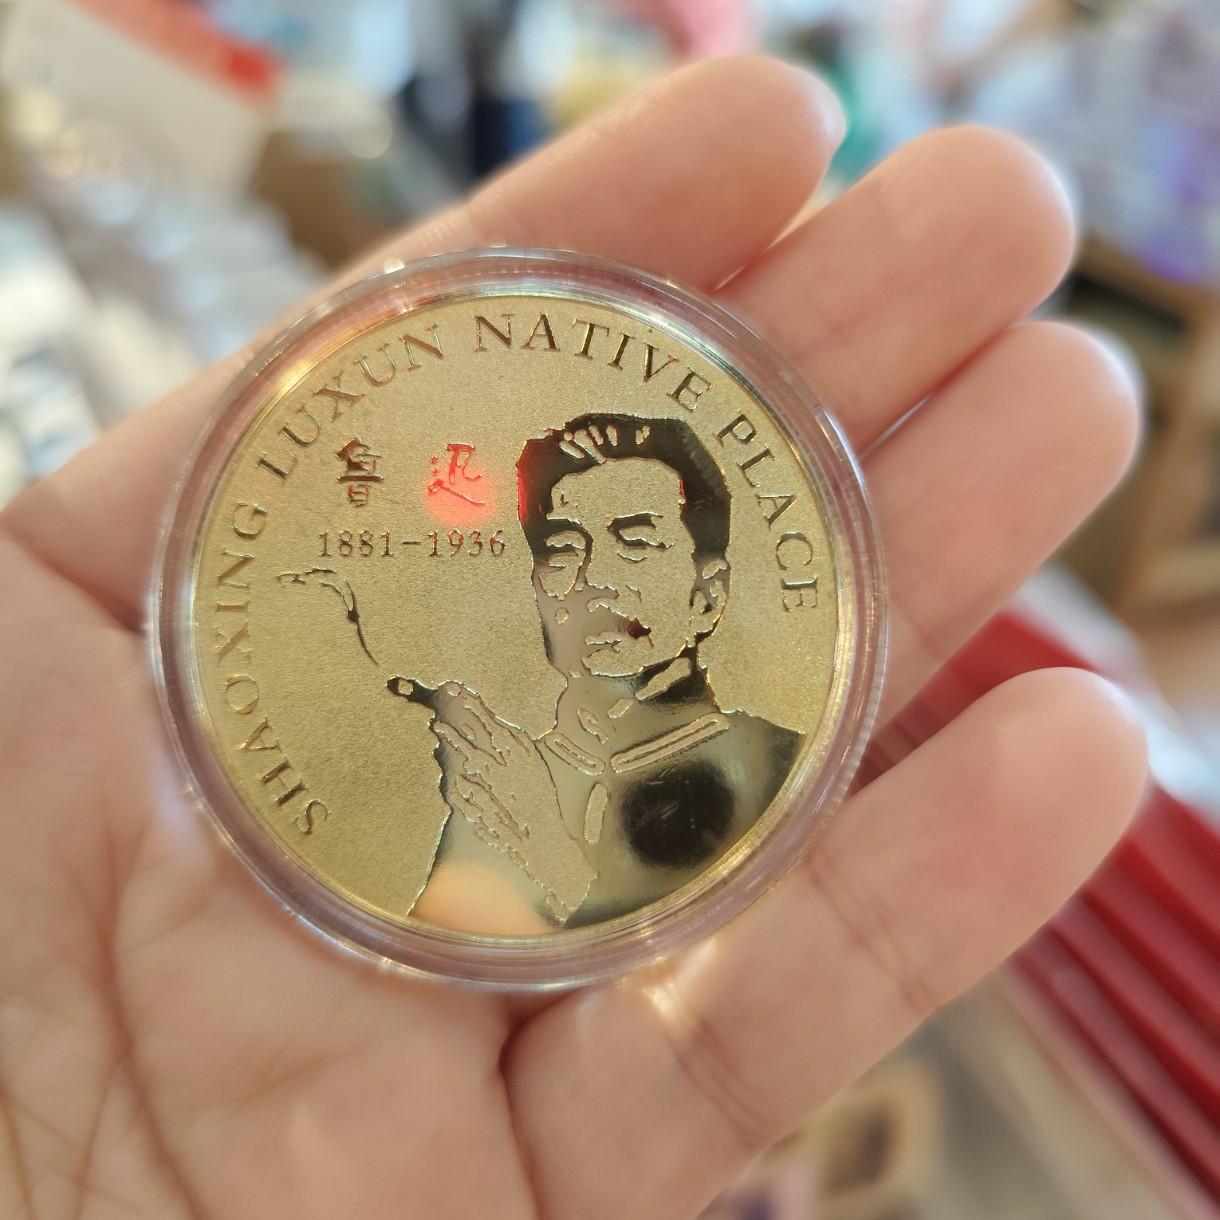 SHAOXING LUXUN NATIVE PLACE
鲁迅
1881-1936